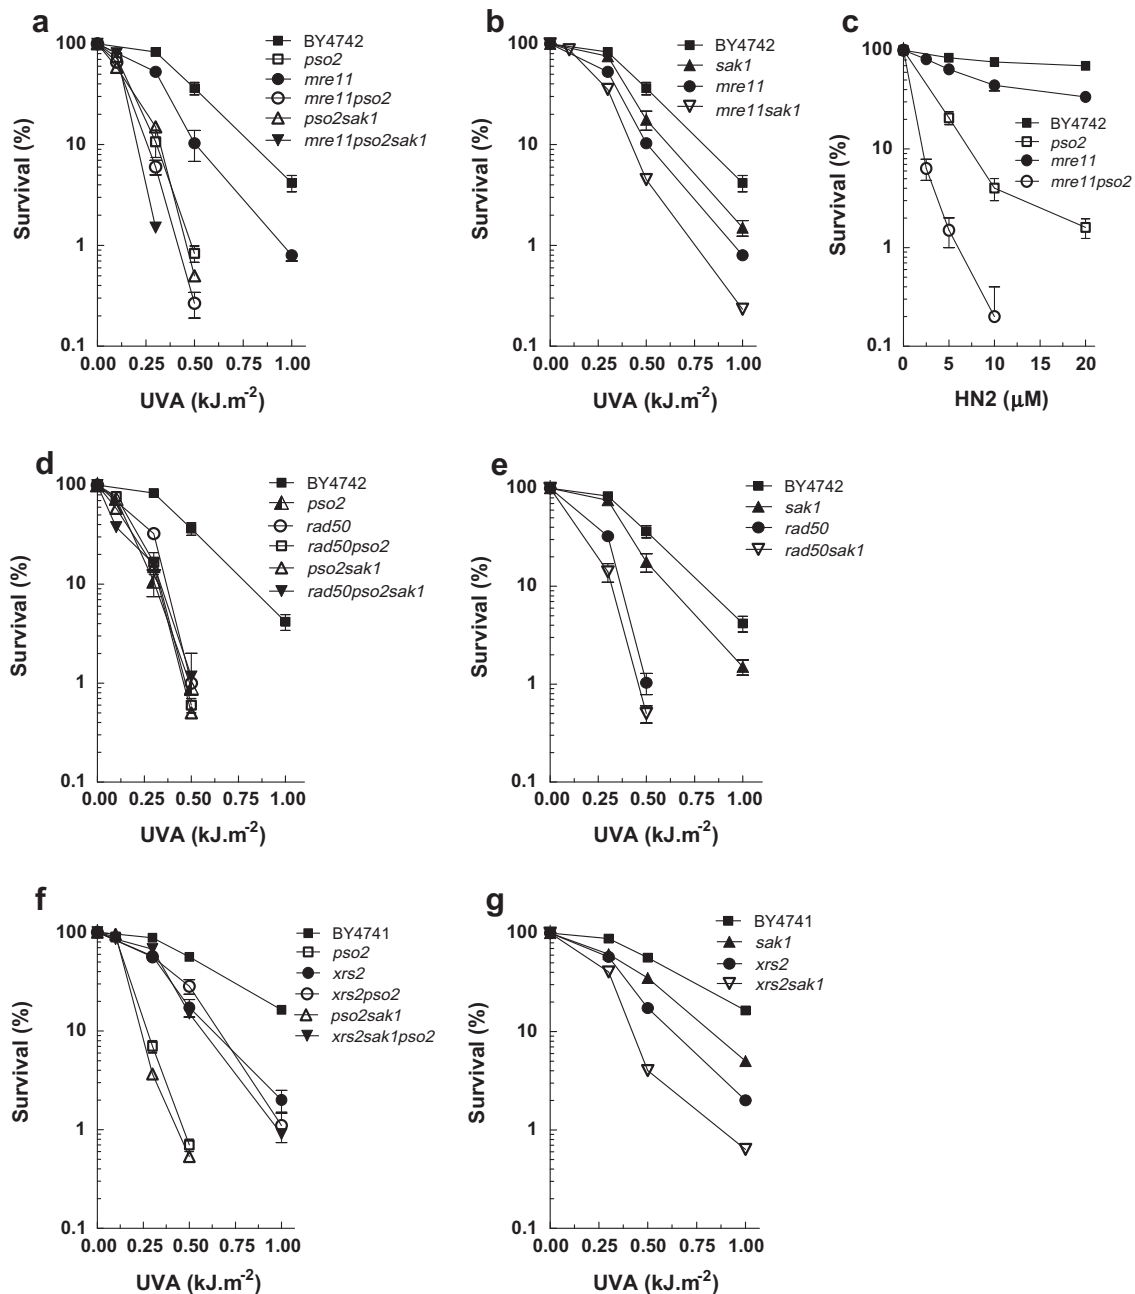 a
100
10
1
0.1
Survival (%)
0.00 0.25 0.50 0.75 1.00
UVA (kJ.m⁻²)
BY4742
pso2
mre11
mre11pso2
pso2sak1
mre11pso2sak1
b
100
10
1
0.1
Survival (%)
0.00 0.25 0.50 0.75 1.00
UVA (kJ.m⁻²)
BY4742
sak1
mre11
mre11sak1
c
100
10
1
0.1
Survival (%)
0 5 10 15 20
HN2 (μM)
BY4742
pso2
mre11
mre11pso2
d
100
10
1
0.1
Survival (%)
0.00 0.25 0.50 0.75 1.00
UVA (kJ.m⁻²)
BY4742
pso2
rad50
rad50pso2
pso2sak1
rad50pso2sak1
e
100
10
1
0.1
Survival (%)
0.00 0.25 0.50 0.75 1.00
UVA (kJ.m⁻²)
BY4742
sak1
rad50
rad50sak1
f
100
10
1
0.1
Survival (%)
0.00 0.25 0.50 0.75 1.00
UVA (kJ.m⁻²)
BY4741
pso2
xrs2
xrs2pso2
pso2sak1
xrs2sak1pso2
g
100
10
1
0.1
Survival (%)
0.00 0.25 0.50 0.75 1.00
UVA (kJ.m⁻²)
BY4741
sak1
xrs2
xrs2sak1